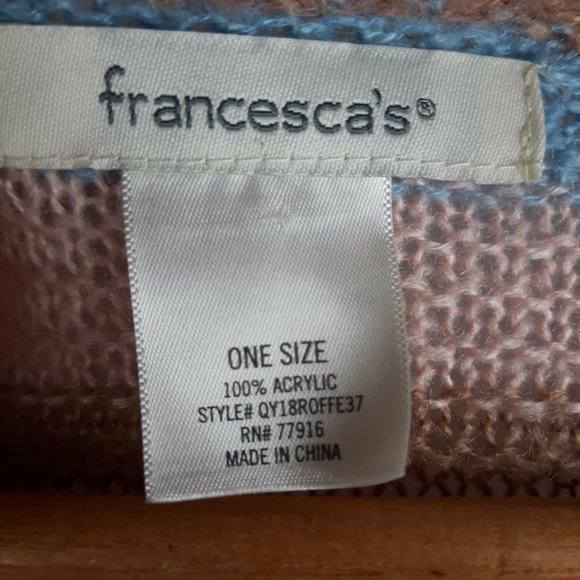 francesca's®
ONE SIZE
100% ACRYLIC
STYLE# QY18ROFFE37
RN# 77916
MADE IN CHINA